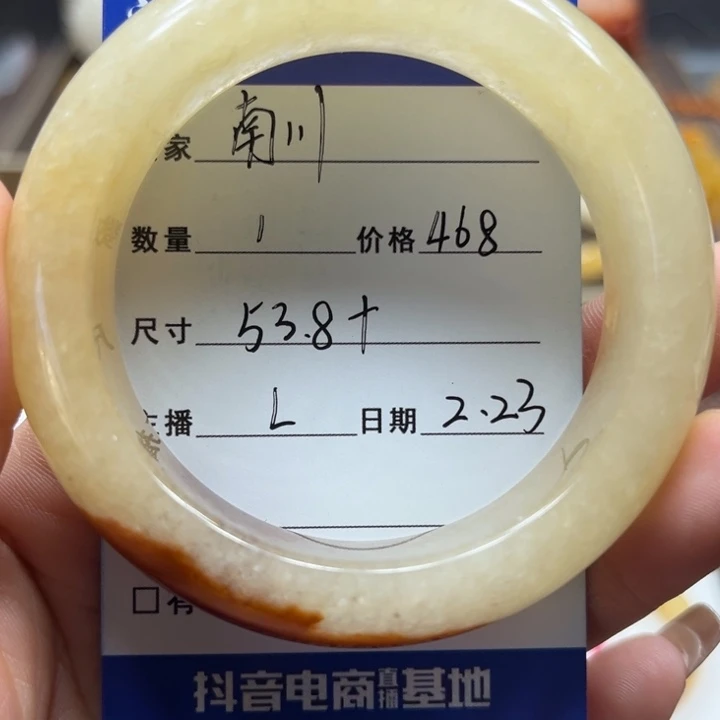 家 南川
数量 1 价格 468
尺寸 53.8+
主播 L 日期 2.23
抖音电商直播基地